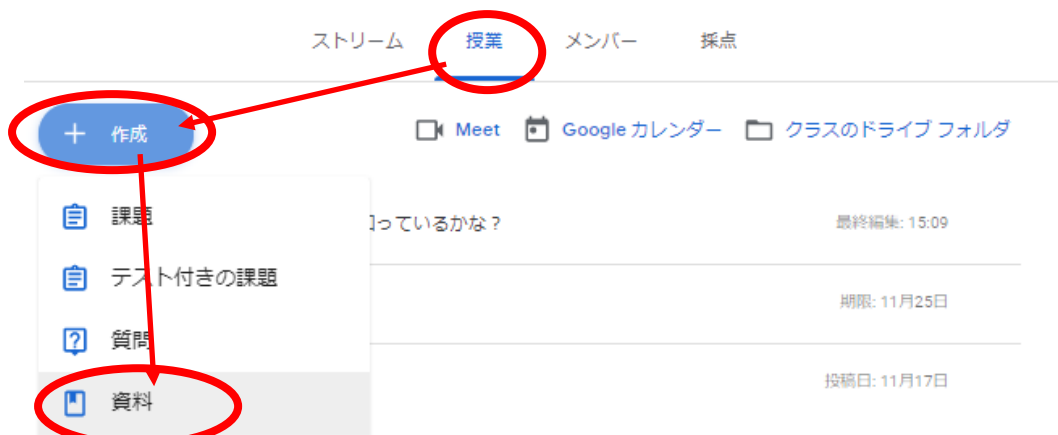 ストリーム 授業 メンバー 採点
+ 作成 Meet Google カレンダー クラスのドライブ フォルダ
課題
っているかな？ 最終編集: 15:09
テスト付きの課題
期限: 11月25日
質問
投稿日: 11月17日
資料